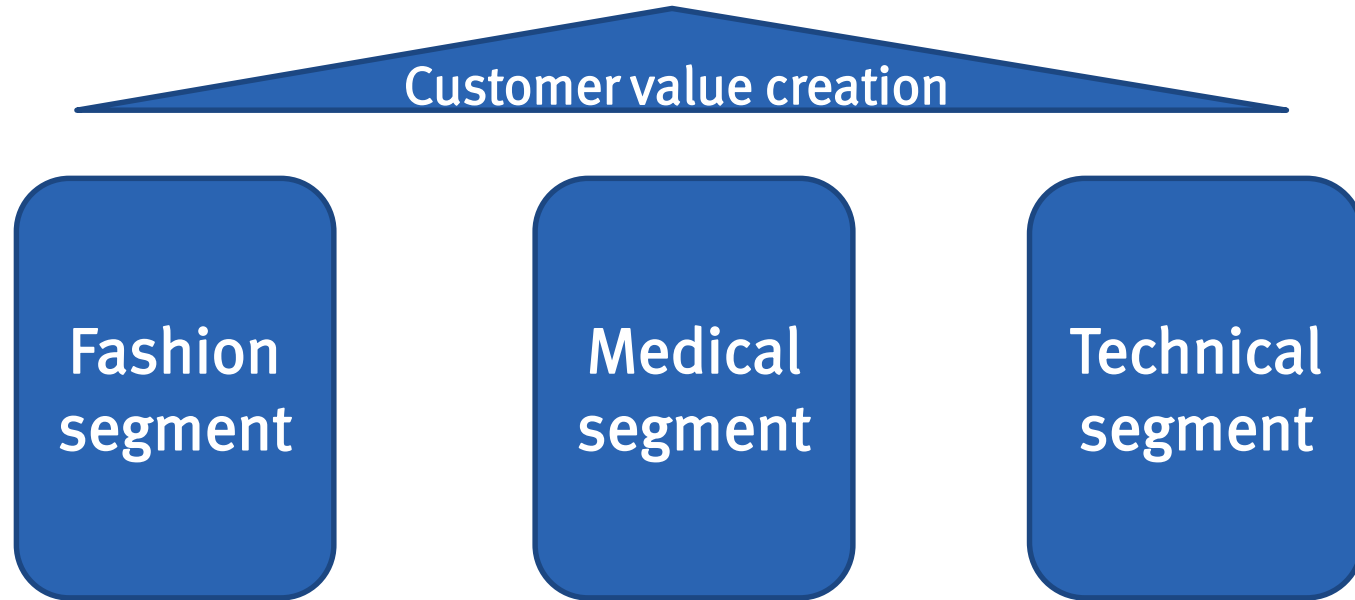 Customer value creation
Fashion
segment
Medical
segment
Technical
segment